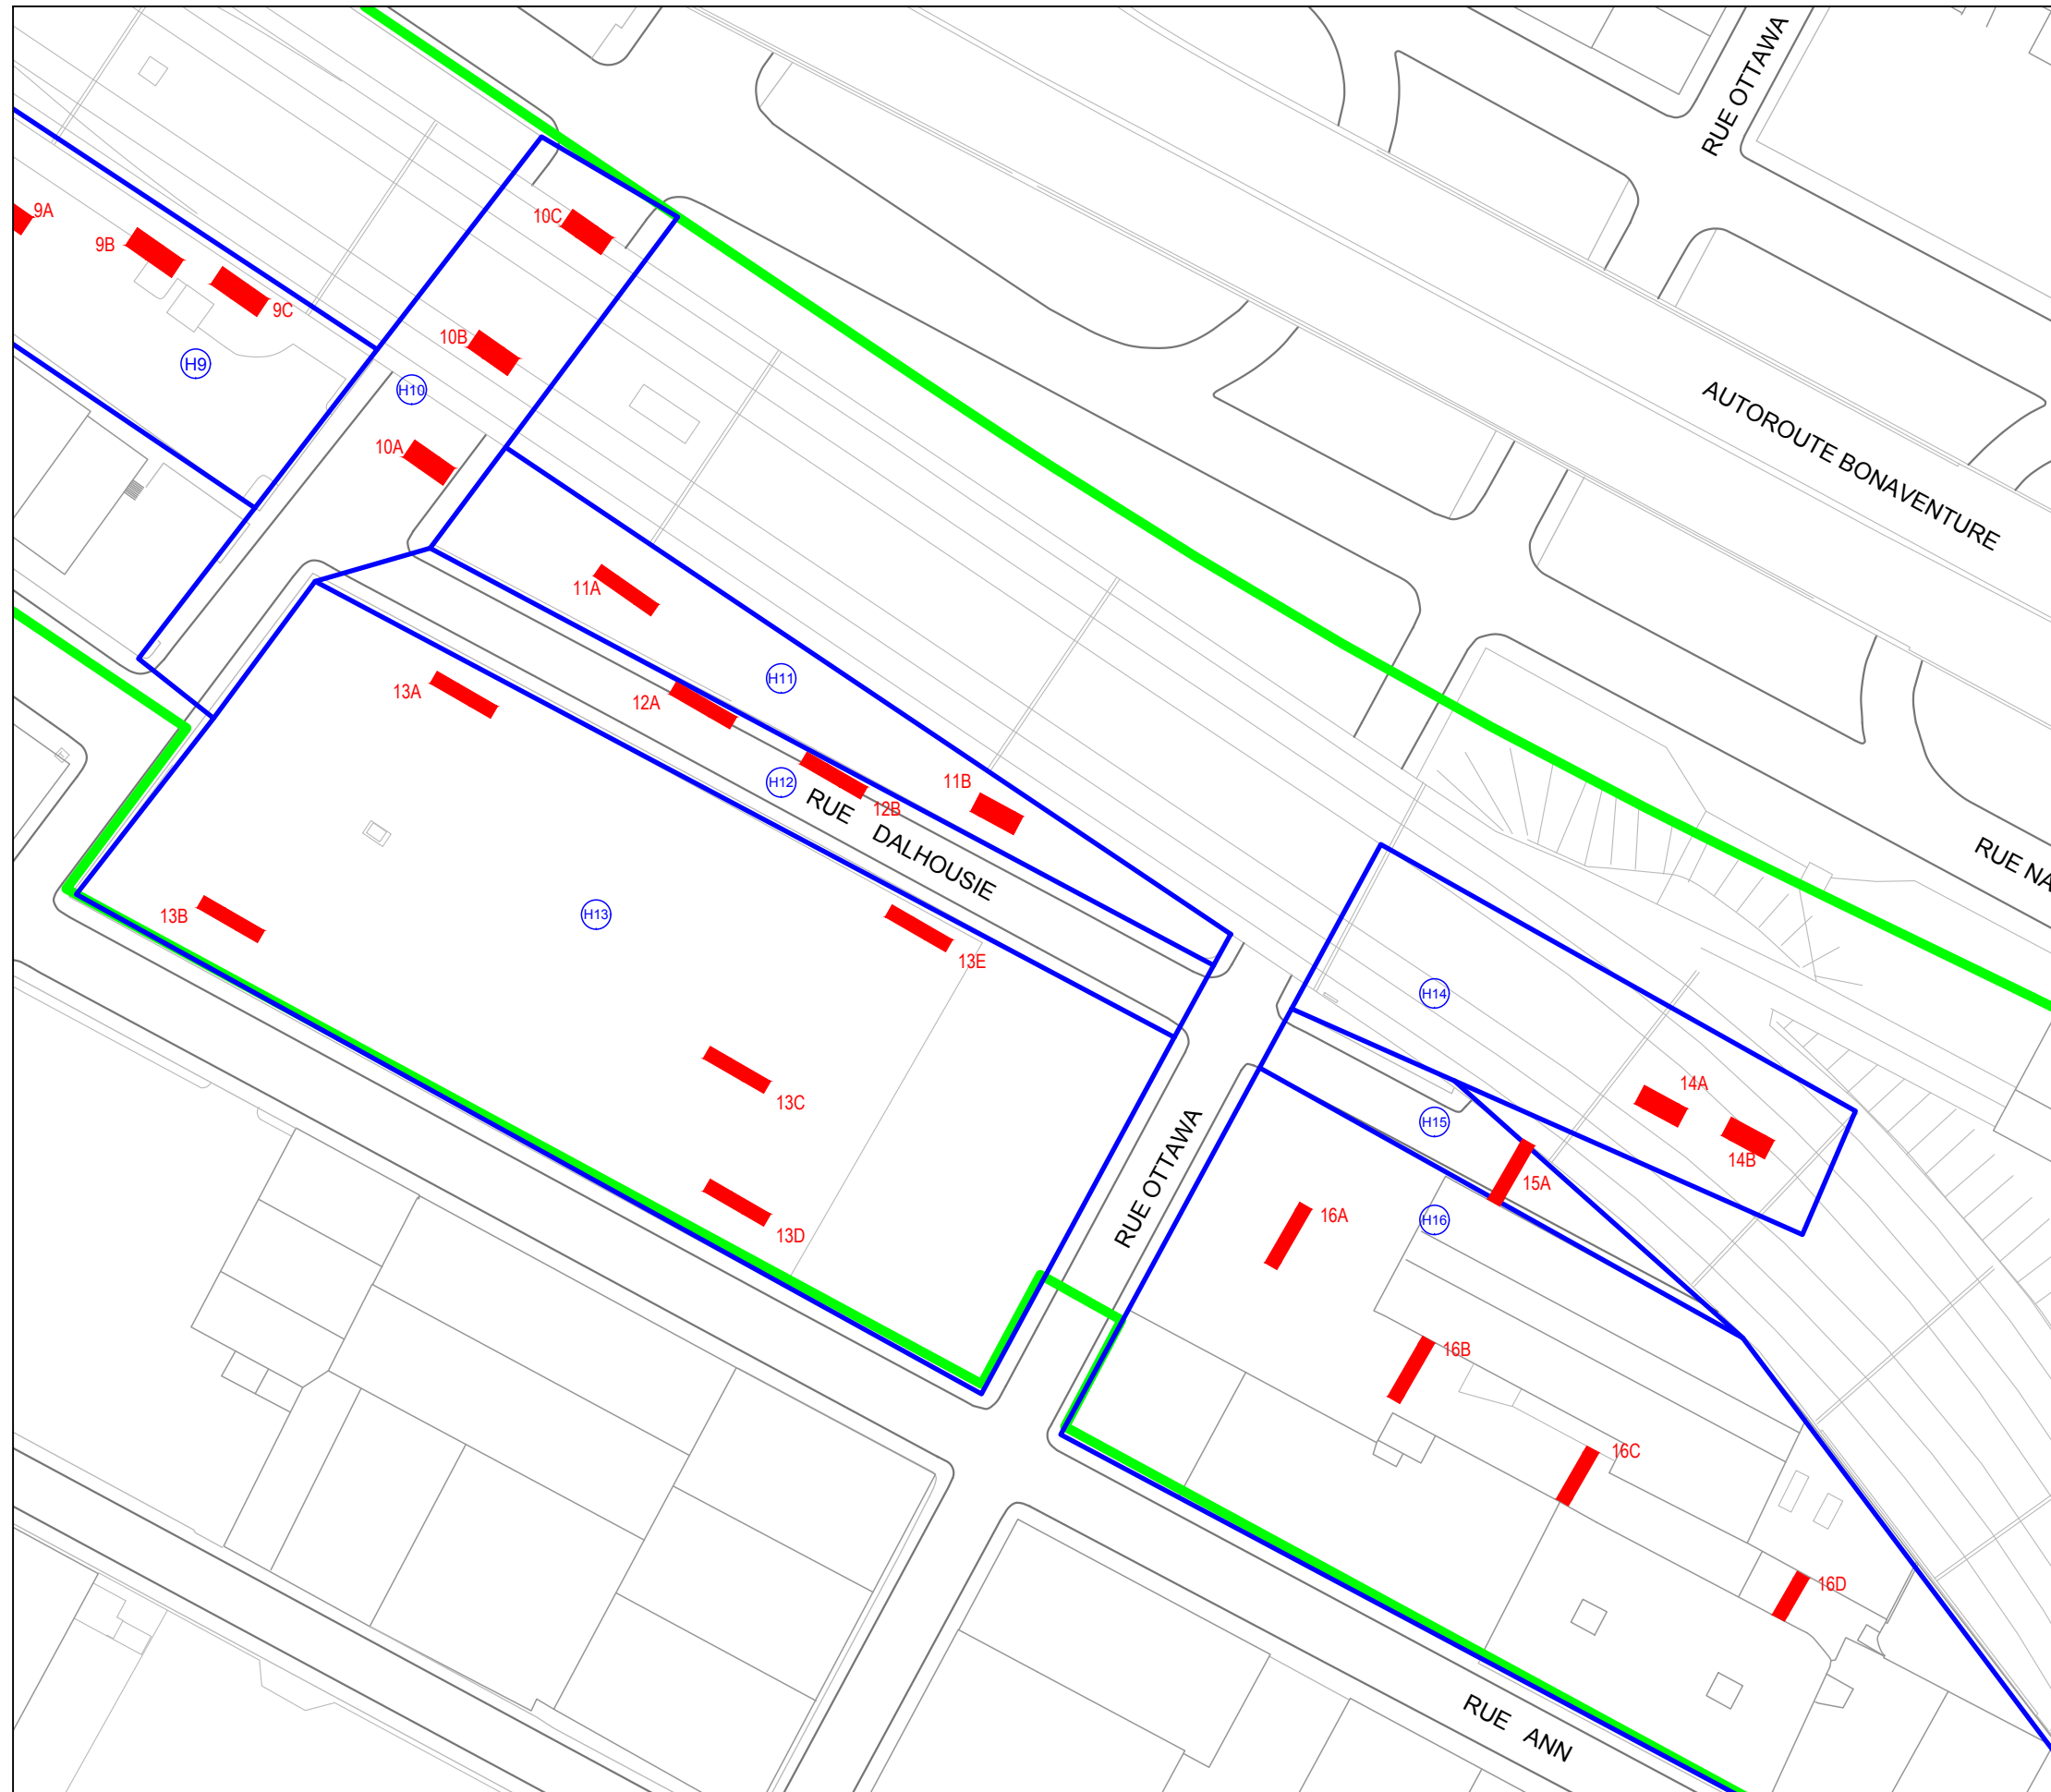 RUE OTTAWA
9A
10C
9B
9C
10B
H9
H10
AUTOROUTE BONAVENTURE
10A
11A
H11
13A
12A
H12
11B
12B
RUE DALHOUSIE
RUE NA
13B
H13
13E
H14
14A
13C
H15
14B
RUE OTTAWA
15A
16A
H16
13D
16B
16C
16D
RUE ANN